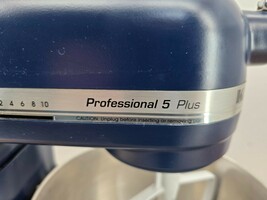 2 4 6 8 10
Professional 5 Plus
CAUTION: Unplug before inserting or removing